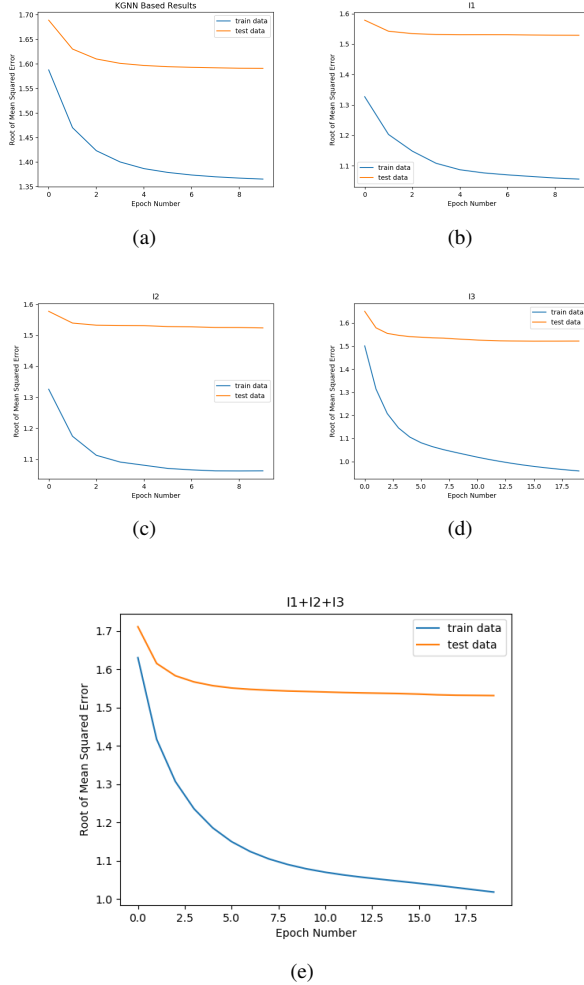 KGNN Based Results
1.70
1.65
1.60
1.55
1.50
1.45
1.40
1.35
Root of Mean Squared Error
train data
test data
0 2 4 6 8
Epoch Number
(a)
I1
1.6
1.5
1.4
1.3
1.2
1.1
Root of Mean Squared Error
train data
test data
0 2 4 6 8
Epoch Number
(b)
I2
1.6
1.5
1.4
1.3
1.2
1.1
Root of Mean Squared Error
train data
test data
0 2 4 6 8
Epoch Number
(c)
I3
1.6
1.5
1.4
1.3
1.2
1.1
1.0
Root of Mean Squared Error
train data
test data
0.0 2.5 5.0 7.5 10.0 12.5 15.0 17.5
Epoch Number
(d)
I1+I2+I3
1.7
1.6
1.5
1.4
1.3
1.2
1.1
1.0
Root of Mean Squared Error
train data
test data
0.0 2.5 5.0 7.5 10.0 12.5 15.0 17.5
Epoch Number
(e)